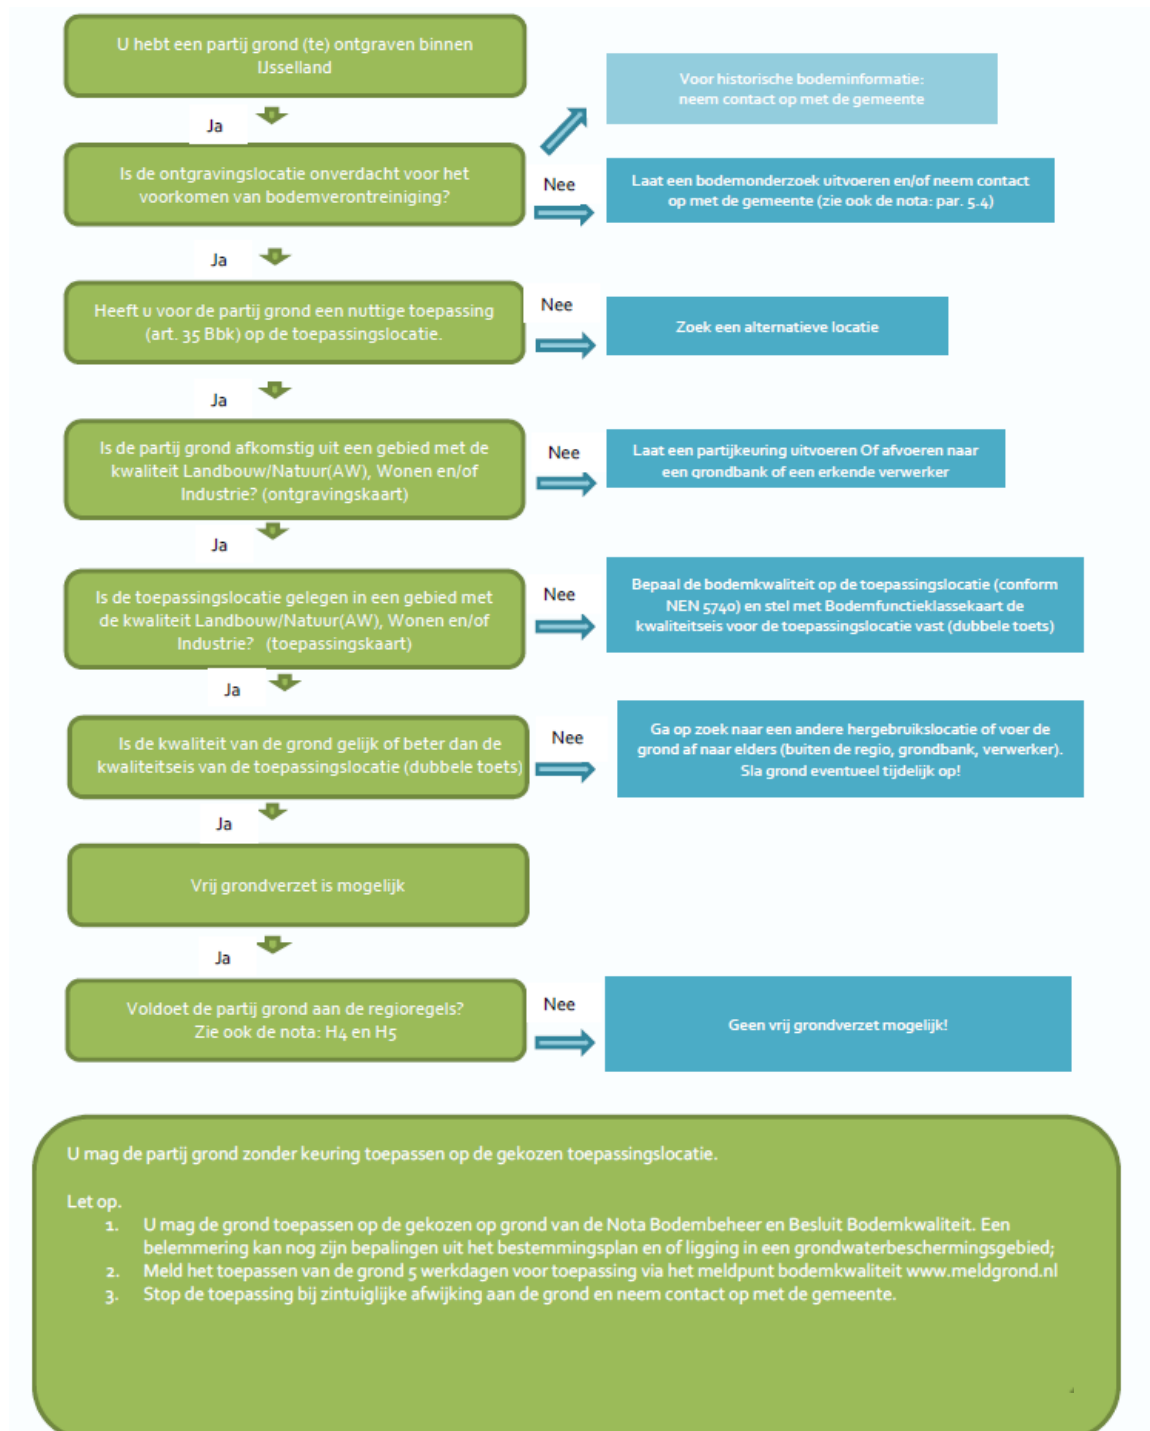 U hebt een partij grond (te) ontgraven binnen
IJsselland
Voor historische bodeminformatie:
neem contact op met de gemeente
Ja
Is de ontgravingslocatie onverdacht voor het
voorkomen van bodemverontreiniging?
Nee
Laat een bodemonderzoek uitvoeren en/of neem contact
op met de gemeente (zie ook de nota: par. 5.4)
Ja
Heeft u voor de partij grond een nuttige toepassing
(art. 35 Bbk) op de toepassingslocatie.
Nee
Zoek een alternatieve locatie
Ja
Is de partij grond afkomstig uit een gebied met de
kwaliteit Landbouw/Natuur(AW), Wonen en/of
Industrie? (ontgravingskaart)
Nee
Laat een partijkeuring uitvoeren Of afvoeren naar
een grondbank of een erkende verwerker
Ja
Is de toepassingslocatie gelegen in een gebied met
de kwaliteit Landbouw/Natuur(AW), Wonen en/of
Industrie? (toepassingskaart)
Nee
Bepaal de bodemkwaliteit op de toepassingslocatie (conform
NEN 5740) en stel met Bodemfunctieklassekaart de
kwaliteitseis voor de toepassingslocatie vast (dubbele toets)
Ja
Is de kwaliteit van de grond gelijk of beter dan de
kwaliteitseis van de toepassingslocatie (dubbele toets)
Nee
Ga op zoek naar een andere hergebruikslocatie of voer de
grond af naar elders (buiten de regio, grondbank, verwerker).
Sla grond eventueel tijdelijk op!
Ja
Vrij grondverzet is mogelijk
Ja
Voldoet de partij grond aan de regioregels?
Zie ook de nota: H4 en H5
Nee
Geen vrij grondverzet mogelijk!
U mag de partij grond zonder keuring toepassen op de gekozen toepassingslocatie.
Let op.
1. U mag de grond toepassen op de gekozen op grond van de Nota Bodembeheer en Besluit Bodemkwaliteit. Een
belemmering kan nog zijn bepalingen uit het bestemmingsplan en of ligging in een grondwaterbeschermingsgebied;
2. Meld het toepassen van de grond 5 werkdagen voor toepassing via het meldpunt bodemkwaliteit www.meldgrond.nl
3. Stop de toepassing bij zintuiglijke afwijking aan de grond en neem contact op met de gemeente.